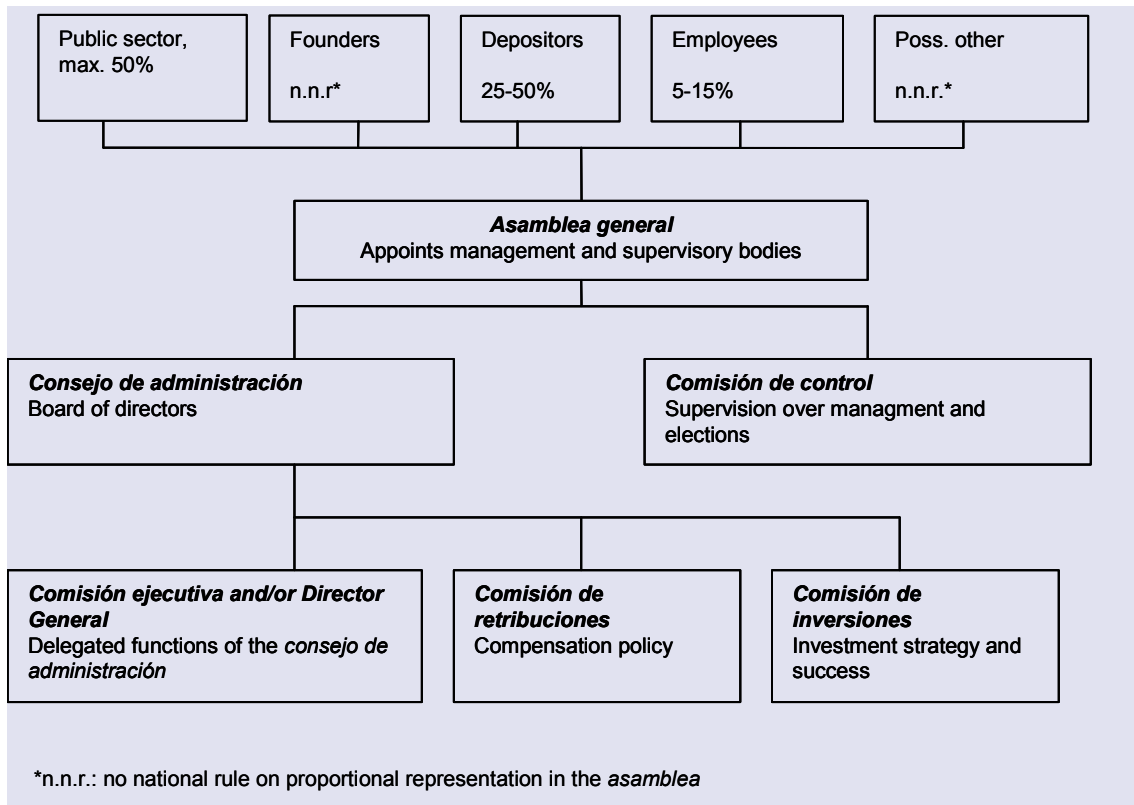 Public sector,
max. 50%
Founders
n.n.r*
Depositors
25-50%
Employees
5-15%
Poss. other
n.n.r.*
Asamblea general
Appoints management and supervisory bodies
Consejo de administración
Board of directors
Comisión de control
Supervision over managment and
elections
Comisión ejecutiva and/or Director
General
Delegated functions of the consejo de
administración
Comisión de
retribuciones
Compensation policy
Comisión de
inversiones
Investment strategy and
success
*n.n.r.: no national rule on proportional representation in the asamblea